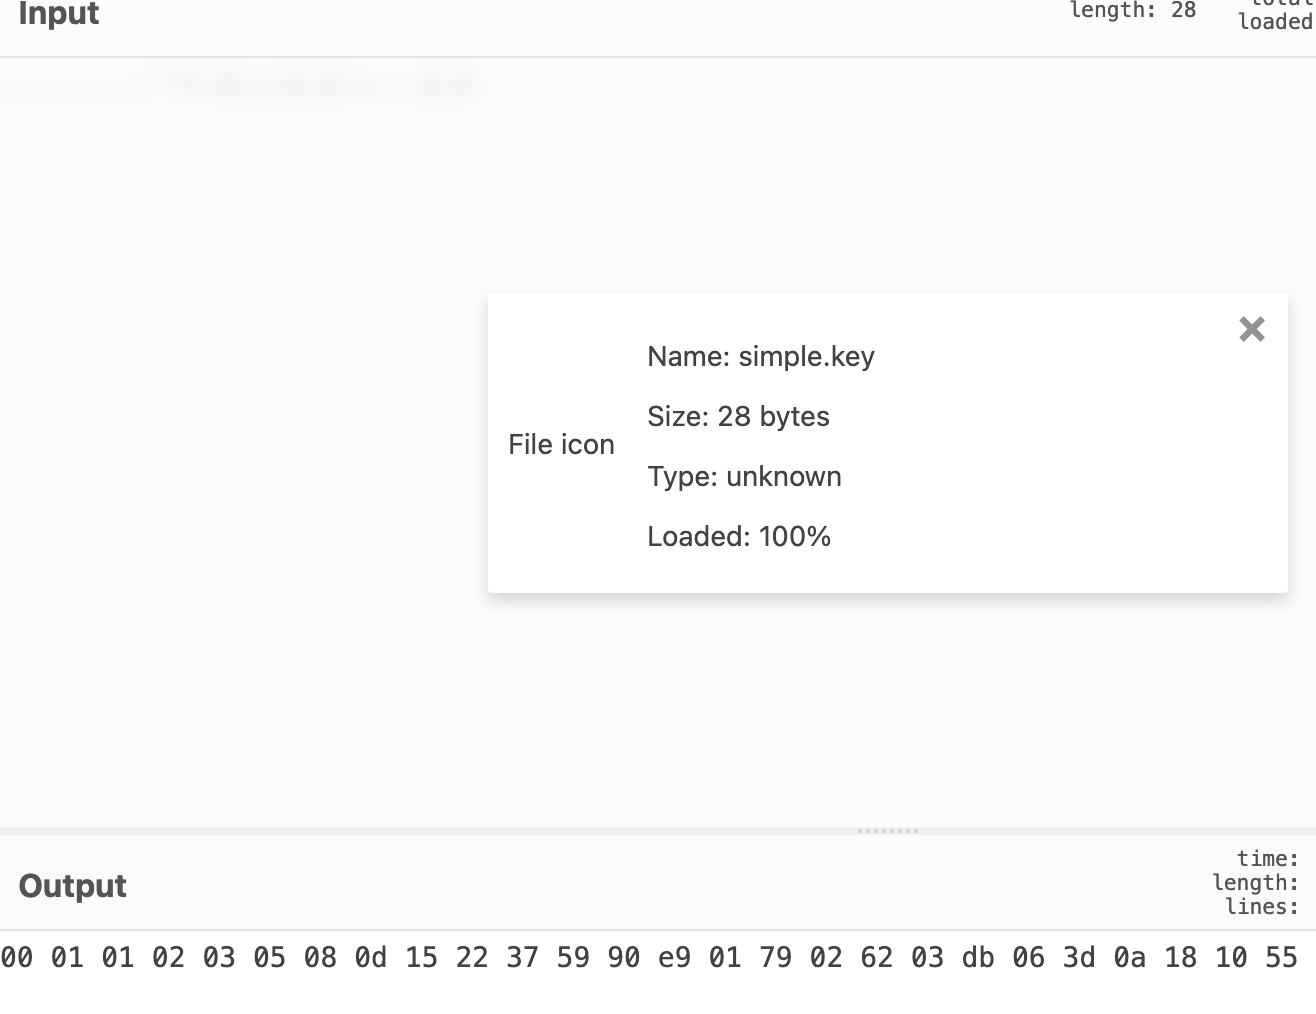 Input
length: 28
loaded
Name: simple.key
Size: 28 bytes
File icon
Type: unknown
Loaded: 100%
Output
time:
length:
lines:
00 01 01 02 03 05 08 0d 15 22 37 59 90 e9 01 79 02 62 03 db 06 3d 0a 18 10 55